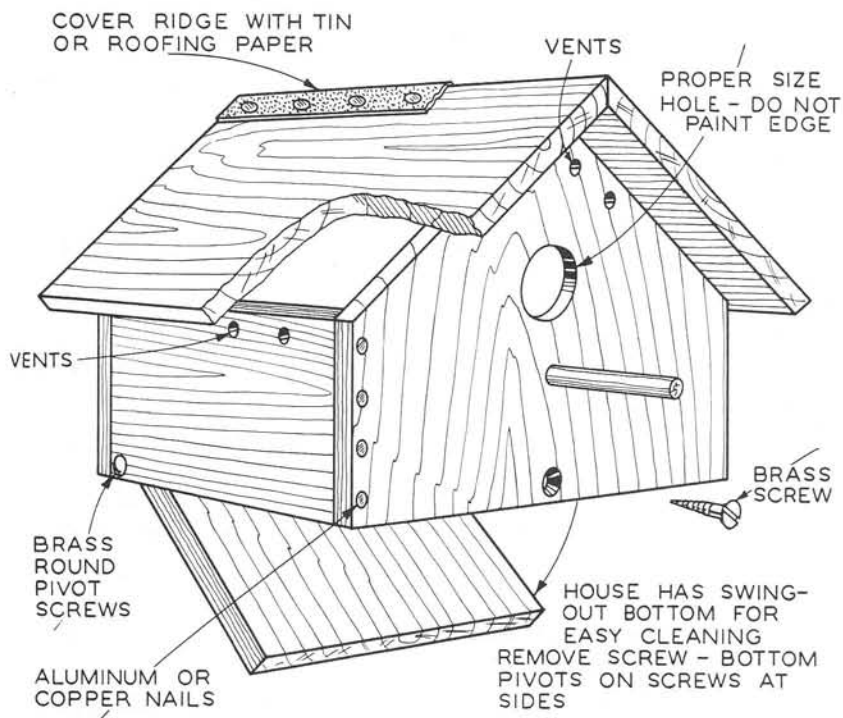 COVER RIDGE WITH TIN
OR ROOFING PAPER
VENTS
PROPER SIZE
HOLE – DO NOT
PAINT EDGE
VENTS
BRASS
SCREW
BRASS
ROUND
PIVOT
SCREWS
HOUSE HAS SWING-
OUT BOTTOM FOR
EASY CLEANING
REMOVE SCREW – BOTTOM
PIVOTS ON SCREWS AT
SIDES
ALUMINUM OR
COPPER NAILS